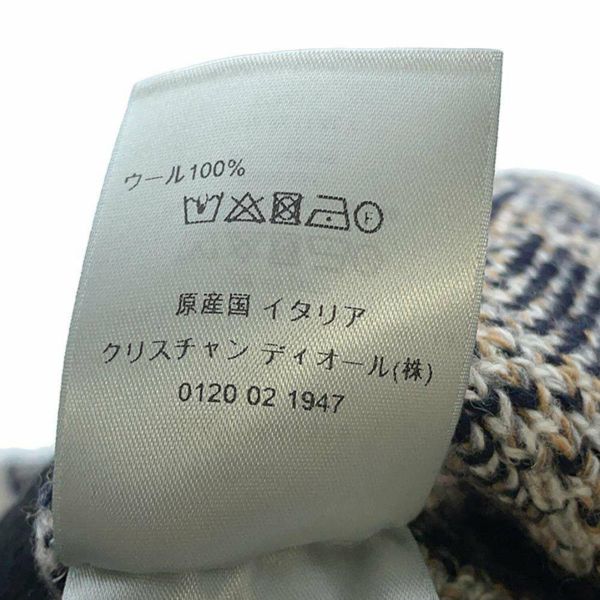 ウール100%
F
原産国 イタリア
クリスチャン ディオール(株)
0120 02 1947